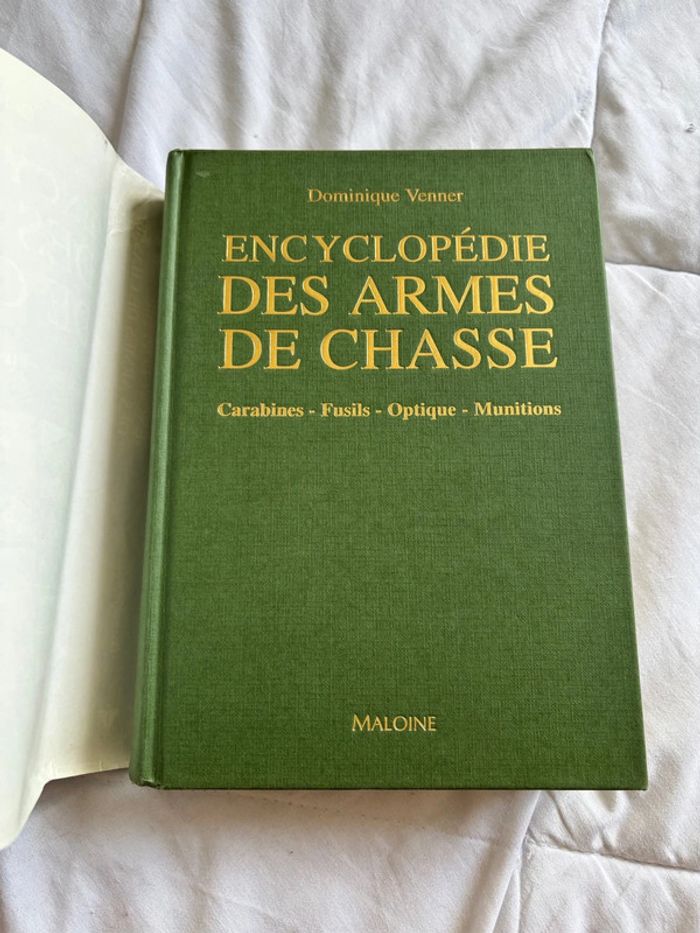 Dominique Venner
ENCYCLOPÉDIE
DES ARMES
DE CHASSE
Carabines - Fusils - Optique - Munitions
MALOINE